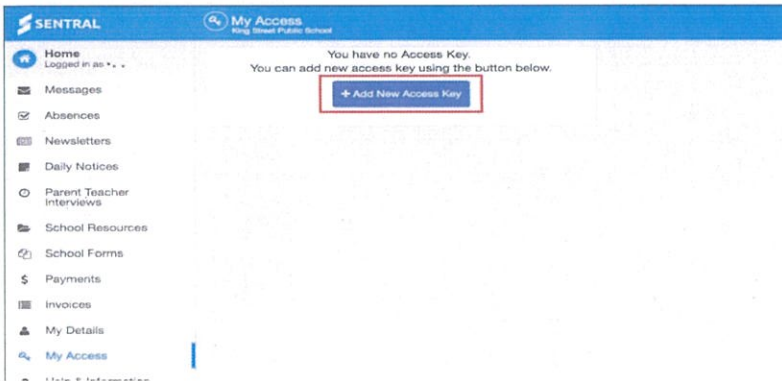 SENTRAL
My Access
King Street Public School
Home
Logged in as
You have no Access Key.
You can add new access key using the button below.
+ Add New Access Key
Messages
Absences
Newsletters
Daily Notices
Parent Teacher
Interviews
School Resources
School Forms
$ Payments
Invoices
My Details
My Access
Help & Information